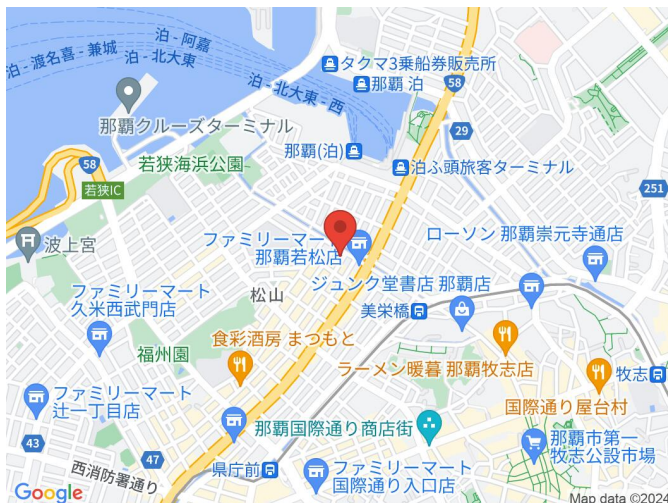 泊 - 阿嘉
泊 - 渡名喜 - 兼城
泊 - 北大東
泊 - 北大東 - 西
タクマ3乗船券販売所
58
那覇 泊
那覇クルーズターミナル
29
那覇(泊)
若狭海浜公園
58
泊ふ頭旅客ターミナル
若狭IC
251
波上宮
ファミリーマート
那覇若松店
ローソン 那覇崇元寺通店
ジュンク堂書店 那覇店
ファミリーマート
久米西武門店
松山
美栄橋
福州園
食彩酒房 まつもと
ラーメン暖暮 那覇牧志店
牧志
ファミリーマート
辻一丁目店
国際通り屋台村
那覇国際通り商店街
43
47
那覇市第一
牧志公設市場
県庁前
西消防署通り
ファミリーマート
国際通り入口店
Google
Map data ©2024